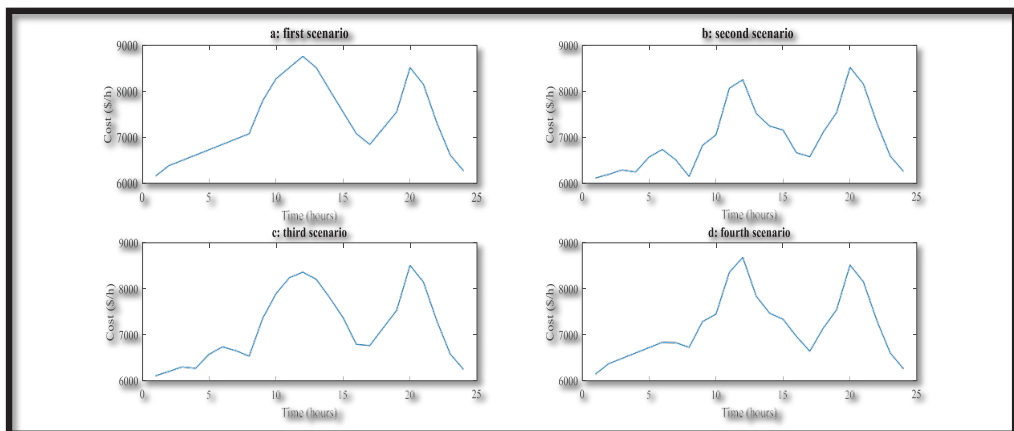 a: first scenario
9000
8000
7000
6000
Cost ($/h)
0 5 10 15 20 25
Time (hours)
b: second scenario
9000
8000
7000
6000
Cost ($/h)
0 5 10 15 20 25
Time (hours)
c: third scenario
9000
8000
7000
6000
Cost ($/h)
0 5 10 15 20 25
Time (hours)
d: fourth scenario
9000
8000
7000
6000
Cost ($/h)
0 5 10 15 20 25
Time (hours)